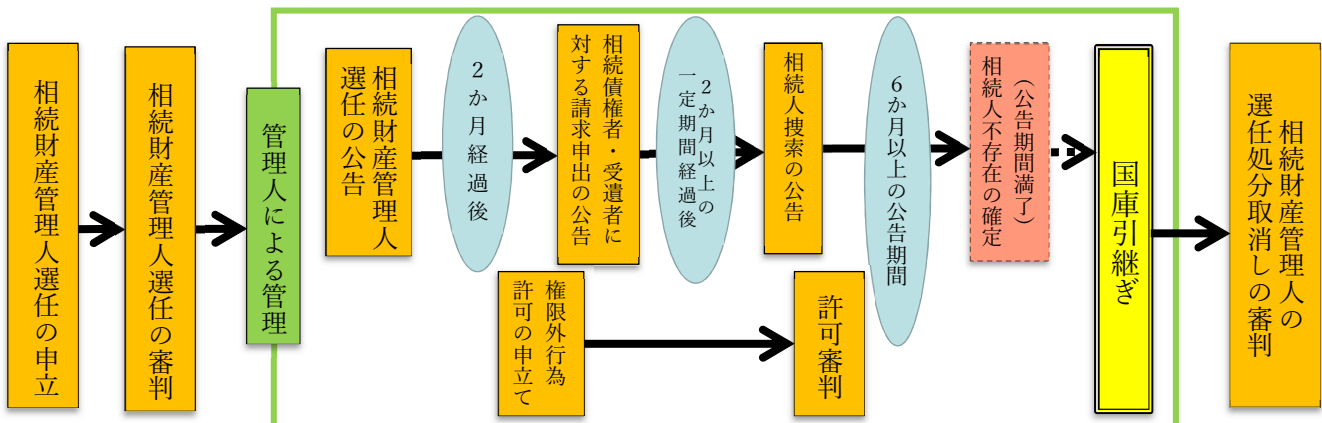 相続財産管理人選任の申立
相続財産管理人選任の審判
管理人による管理
相続財産管理人
選任の公告
２か月経過後
相続債権者・受遺者に
対する請求申出の公告
２か月以上の
一定期間経過後
相続人捜索の公告
６か月以上の公告期間
（公告期間満了）
相続人不存在の確定
国庫引継ぎ
相続財産管理人の
選任処分取消しの審判
権限外行為
許可の申立て
許可審判